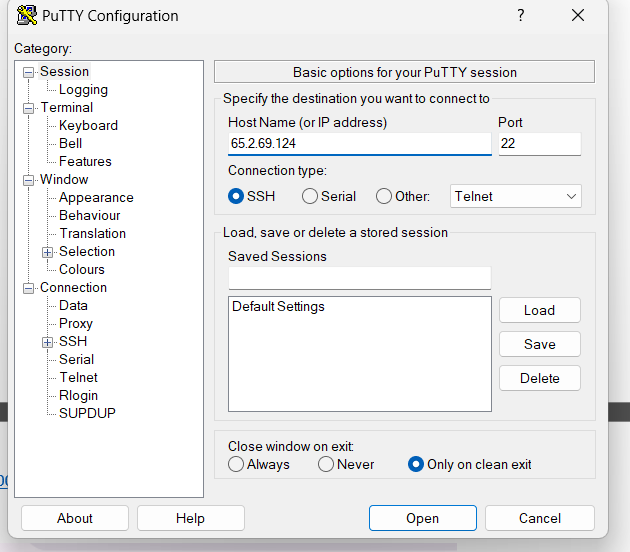 PuTTY Configuration ? ×
Category:
Session
Logging
Terminal
Keyboard
Bell
Features
Window
Appearance
Behaviour
Translation
Selection
Colours
Connection
Data
Proxy
SSH
Serial
Telnet
Rlogin
SUPDUP
Basic options for your PuTTY session
Specify the destination you want to connect to
Host Name (or IP address) Port
65.2.69.124 22
Connection type:
SSH Serial Other: Telnet
Load, save or delete a stored session
Saved Sessions
Default Settings
Load
Save
Delete
Close window on exit:
Always Never Only on clean exit
About Help Open Cancel